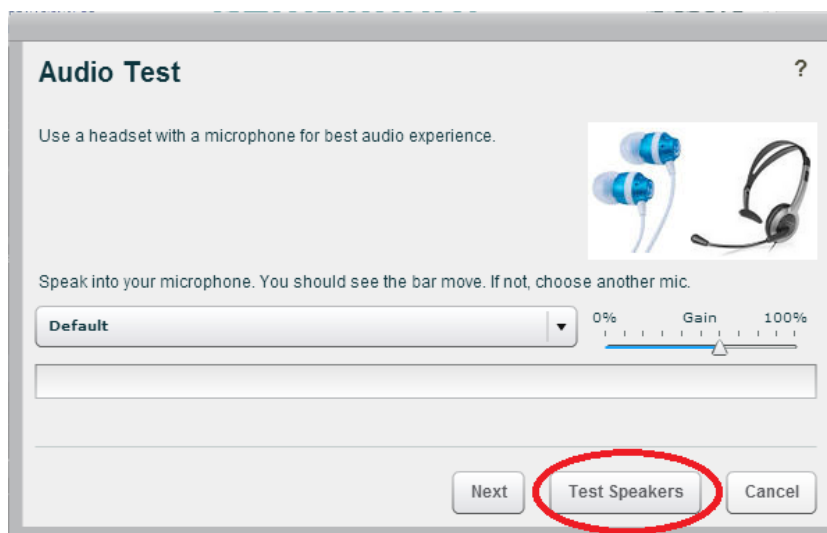 Audio Test ?
Use a headset with a microphone for best audio experience.
Speak into your microphone. You should see the bar move. If not, choose another mic.
Default
0% Gain 100%
Next Test Speakers Cancel